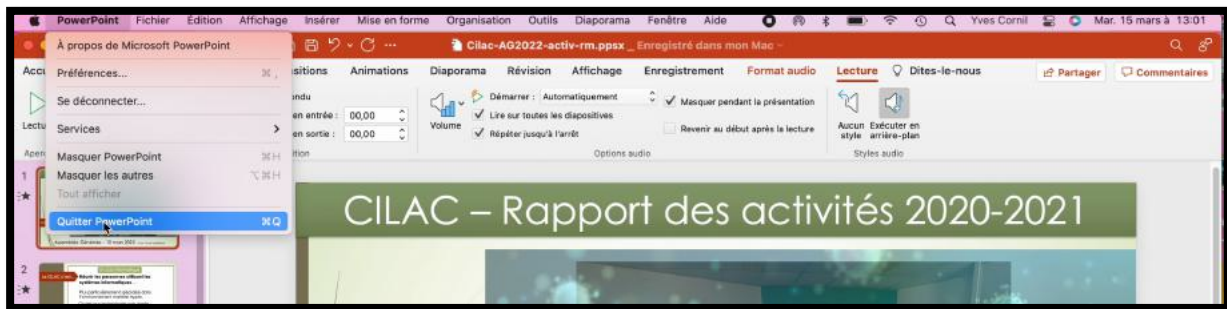 PowerPoint Fichier Édition Affichage Insérer Mise en forme Organisation Outils Diaporama Fenêtre Aide Yves Cornil Mar. 15 mars à 13:01
Cilac-AG2022-activ-rm.ppsx _ Enregistré dans mon Mac
Accu sitions Animations Diaporama Révision Affichage Enregistrement Format audio Lecture Dites-le-nous Partager Commentaires
À propos de Microsoft PowerPoint
Préférences... ⌘ ,
Se déconnecter...
Services >
Masquer PowerPoint ⌘H
Masquer les autres ⌥⌘H
Tout afficher
Quitter PowerPoint ⌘Q
Lectu
Aper
ndu
en entrée : 00,00
en sortie : 00,00
ition
Volume
Démarrer : Automatiquement
Lire sur toutes les diapositives
Répéter jusqu'à l'arrêt
Masquer pendant la présentation
Revenir au début après la lecture
Options audio
Aucun style
Exécuter en arrière-plan
Styles audio
1
2
CILAC – Rapport des activités 2020-2021